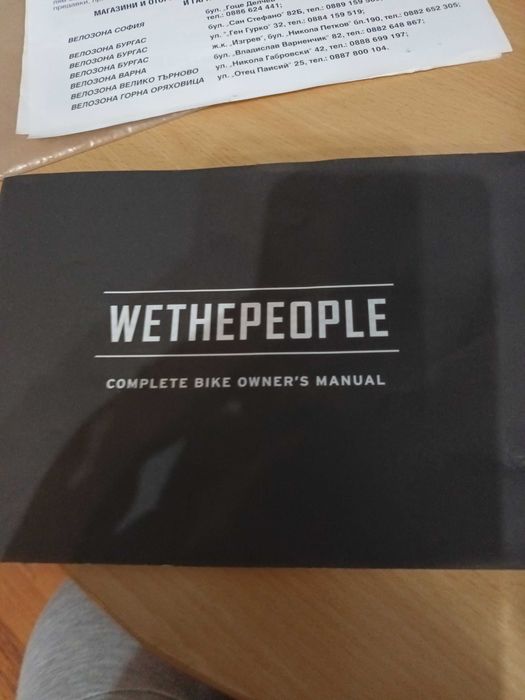 МАГАЗИНИ И
бул. „Гоце Делчев"
тел.: 0886 624 441;
ВЕЛОЗОНА СОФИЯ бул. „Сан Стефано" 82Б, тел.: 0889 159
ВЕЛОЗОНА БУРГАС ул. „Ген Гурко" 32, тел.: 0884 159 519;
ВЕЛОЗОНА БУРГАС ж.к. „Изгрев", бул. „Никола Петков" бл.190, тел.: 0882 652 305;
ВЕЛОЗОНА БУРГАС бул. „Владислав Варненчик" 82, тел.: 0882 648 867;
ВЕЛОЗОНА ВАРНА ул. „Никола Габровски" 42, тел.: 0888 699 197;
ВЕЛОЗОНА ВЕЛИКО ТЪРНОВО ул. „Отец Паисий" 25, тел.: 0887 800 104.
ВЕЛОЗОНА ГОРНА ОРЯХОВИЦА
WETHEPEOPLE
COMPLETE BIKE OWNER'S MANUAL